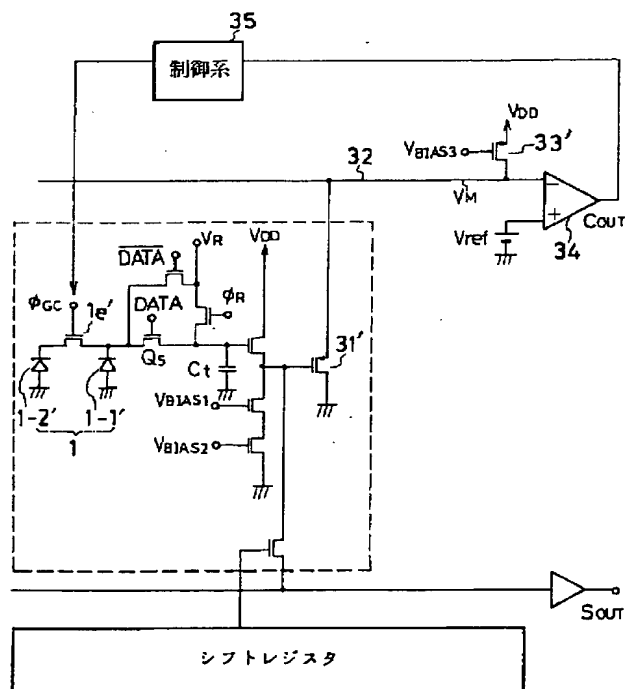 35
制御系
VDD
VBIAS3
33'
32
VM
−
+
COUT
Vref
34
VR
VDD
DATA
φGC
1e'
DATA
φR
QS
Ct
31'
1-2'
1-1'
1
VBIAS1
VBIAS2
SOUT
シフトレジスタ